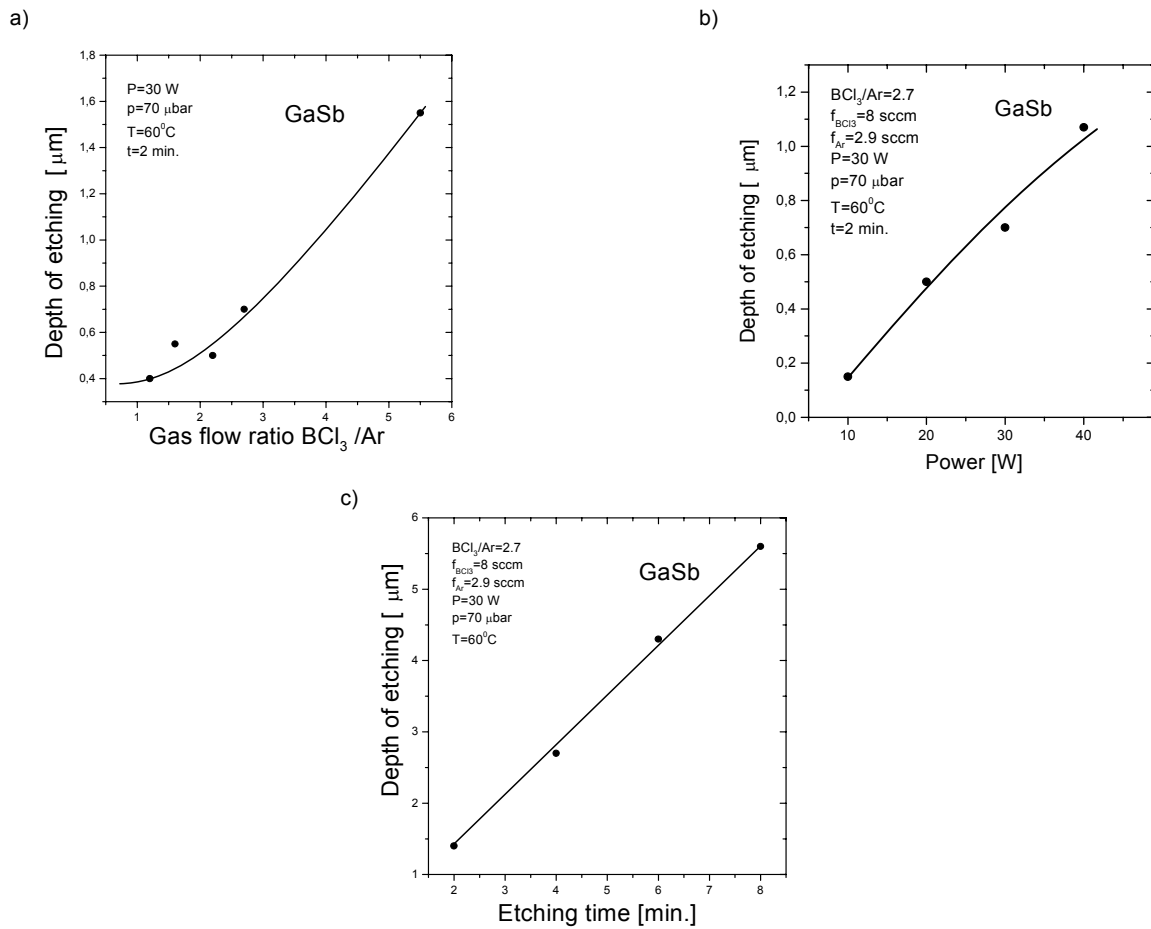 a)
1,8
1,6
1,4
1,2
1,0
0,8
0,6
0,4
Depth of etching [ μm]
P=30 W
p=70 μbar
T=60⁰C
t=2 min.
GaSb
1 2 3 4 5 6
Gas flow ratio BCl₃ /Ar
b)
1,2
1,0
0,8
0,6
0,4
0,2
0,0
Depth of etching [ μm]
BCl₃/Ar=2.7
f_BCl3=8 sccm
f_Ar=2.9 sccm
P=30 W
p=70 μbar
T=60⁰C
t=2 min.
GaSb
10 20 30 40
Power [W]
c)
6
5
4
3
2
1
Depth of etching [ μm]
BCl₃/Ar=2.7
f_BCl3=8 sccm
f_Ar=2.9 sccm
P=30 W
p=70 μbar
T=60⁰C
GaSb
2 3 4 5 6 7 8
Etching time [min.]